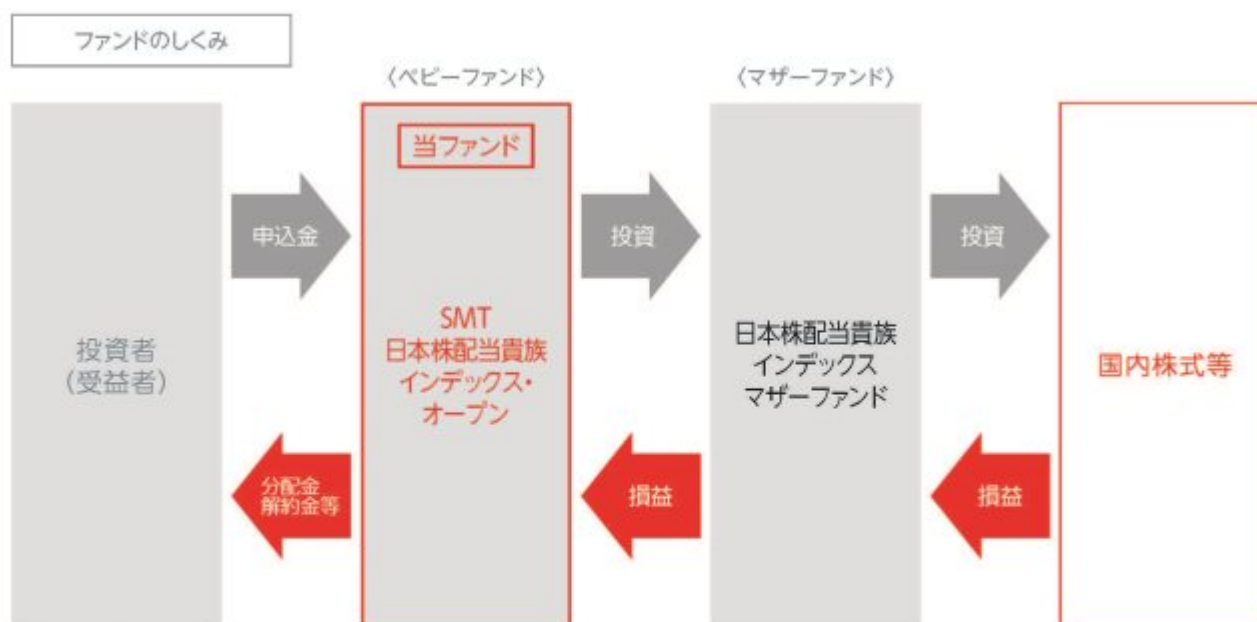 ファンドのしくみ
〈ベビーファンド〉
〈マザーファンド〉
当ファンド
申込金
投資
投資
投資者
(受益者)
SMT
日本株配当貴族
インデックス・
オープン
日本株配当貴族
インデックス
マザーファンド
国内株式等
分配金
解約金等
損益
損益